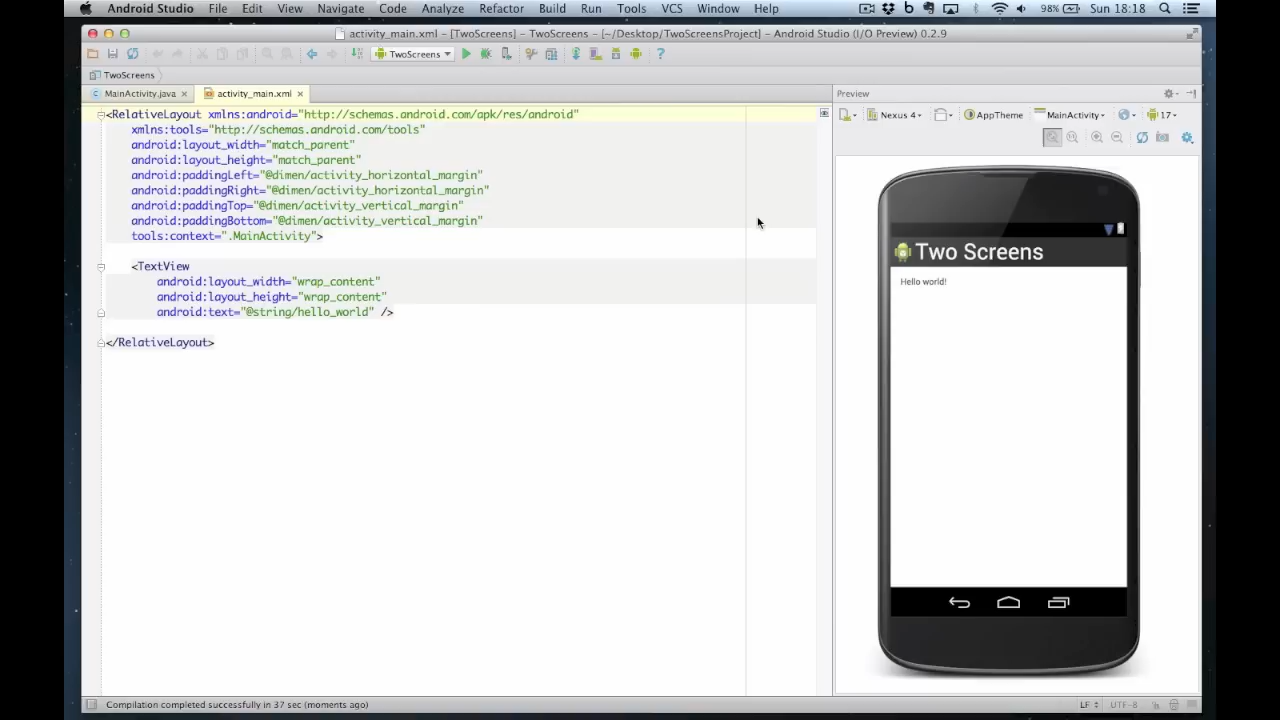 Android Studio File Edit View Navigate Code Analyze Refactor Build Run Tools VCS Window Help 98% Sun 18:18
activity_main.xml - [TwoScreens] - TwoScreens - [~/Desktop/TwoScreensProject] - Android Studio (I/O Preview) 0.2.9
TwoScreens
TwoScreens
MainActivity.java activity_main.xml
<RelativeLayout xmlns:android="http://schemas.android.com/apk/res/android"
xmlns:tools="http://schemas.android.com/tools"
android:layout_width="match_parent"
android:layout_height="match_parent"
android:paddingLeft="@dimen/activity_horizontal_margin"
android:paddingRight="@dimen/activity_horizontal_margin"
android:paddingTop="@dimen/activity_vertical_margin"
android:paddingBottom="@dimen/activity_vertical_margin"
tools:context=".MainActivity">
<TextView
android:layout_width="wrap_content"
android:layout_height="wrap_content"
android:text="@string/hello_world" />
</RelativeLayout>
Preview
Nexus 4 AppTheme MainActivity 17
Two Screens
Hello world!
Compilation completed successfully in 37 sec (moments ago) LF UTF-8